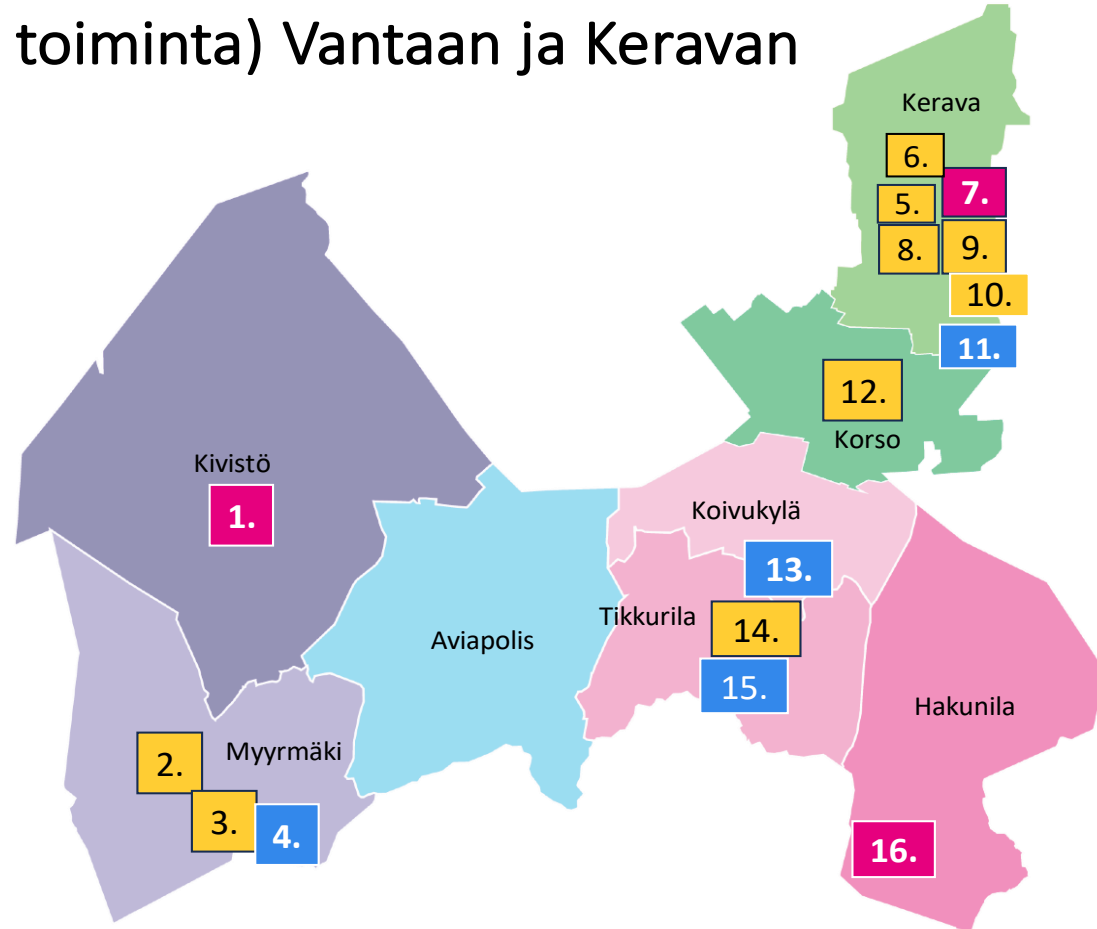 toiminta) Vantaan ja Keravan
Kerava
6.
7.
5.
8.
9.
10.
11.
12.
Korso
Kivistö
1.
Koivukylä
13.
Tikkurila
14.
Aviapolis
15.
Hakunila
Myyrmäki
2.
3.
4.
16.